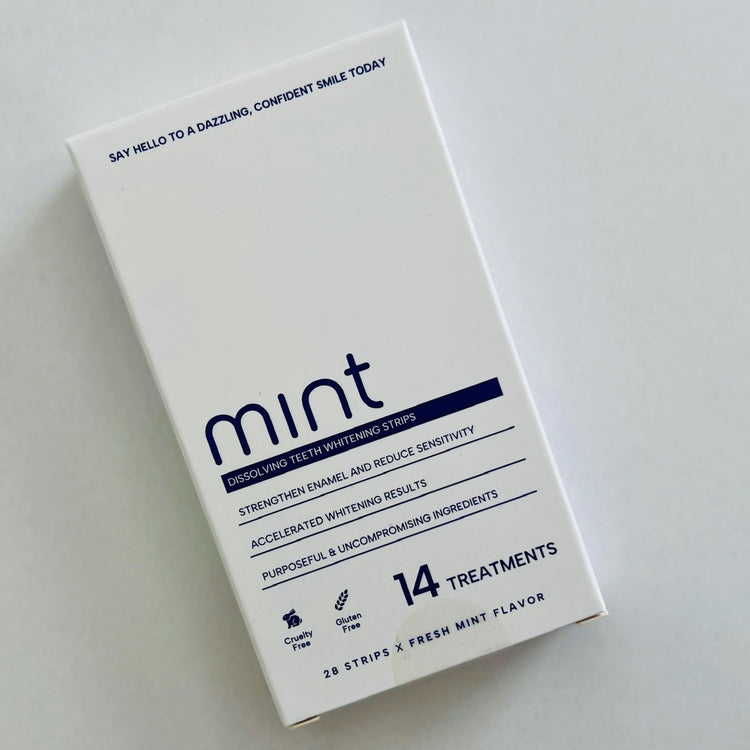 SAY HELLO TO A DAZZLING, CONFIDENT SMILE TODAY
mint
DISSOLVING TEETH WHITENING STRIPS
STRENGTHEN ENAMEL AND REDUCE SENSITIVITY
ACCELERATED WHITENING RESULTS
PURPOSEFUL & UNCOMPROMISING INGREDIENTS
14 TREATMENTS
Cruelty
Free
Gluten
Free
28 STRIPS X FRESH MINT FLAVOR